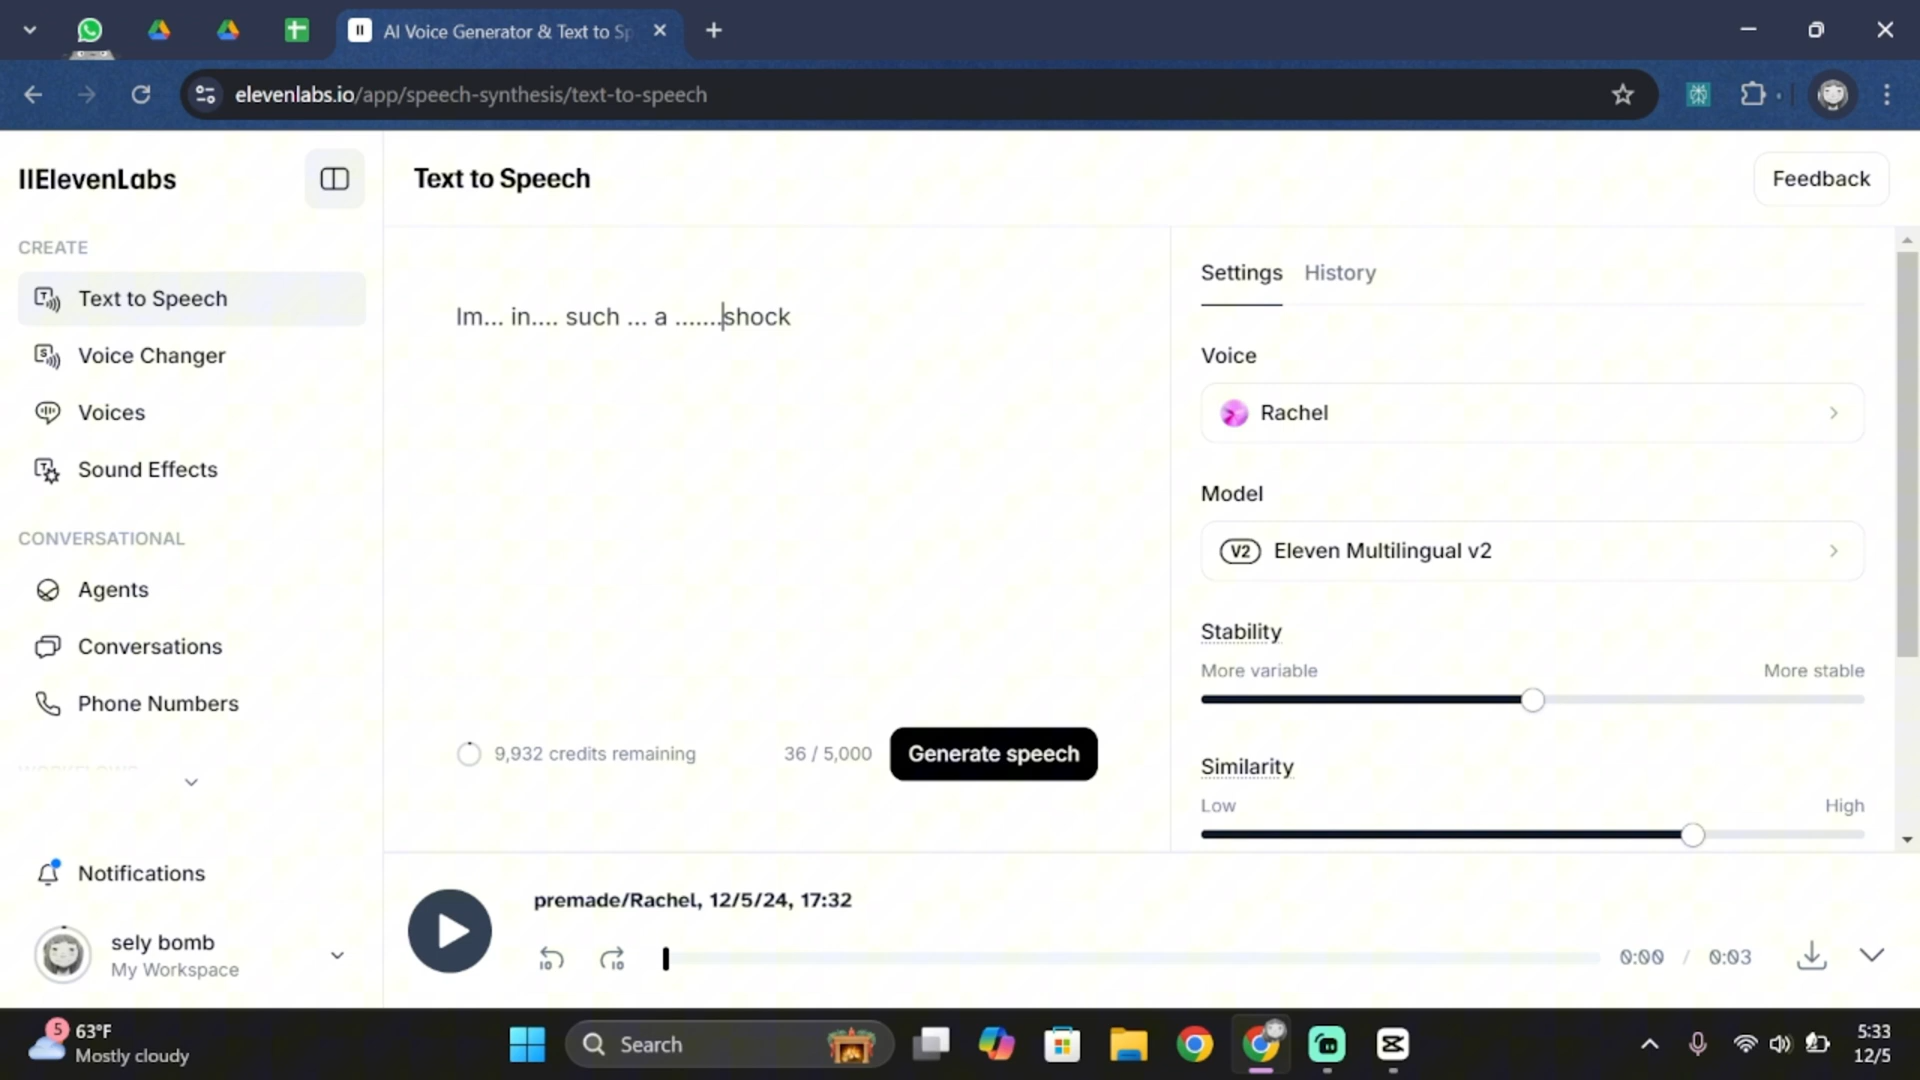 AI Voice Generator & Text to Sp
elevenlabs.io/app/speech-synthesis/text-to-speech
IIElevenLabs
Text to Speech
Feedback
CREATE
Text to Speech
Voice Changer
Voices
Sound Effects
CONVERSATIONAL
Agents
Conversations
Phone Numbers
Notifications
sely bomb
My Workspace
Im... in.... such ... a .......shock
9,932 credits remaining
36 / 5,000
Generate speech
Settings
History
Voice
Rachel
Model
V2
Eleven Multilingual v2
Stability
More variable
More stable
Similarity
Low
High
premade/Rachel, 12/5/24, 17:32
10
10
0:00 / 0:03
5
63°F
Mostly cloudy
Search
5:33
12/5